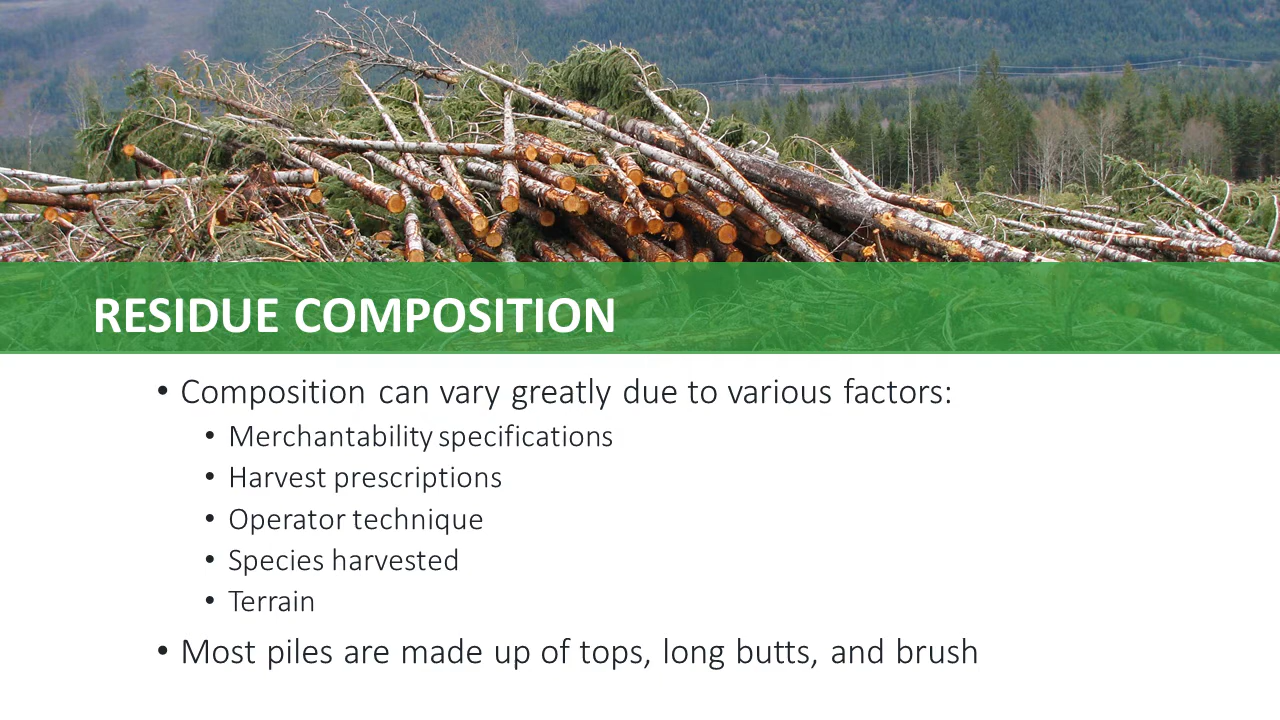 RESIDUE COMPOSITION
• Composition can vary greatly due to various factors:
• Merchantability specifications
• Harvest prescriptions
• Operator technique
• Species harvested
• Terrain
• Most piles are made up of tops, long butts, and brush